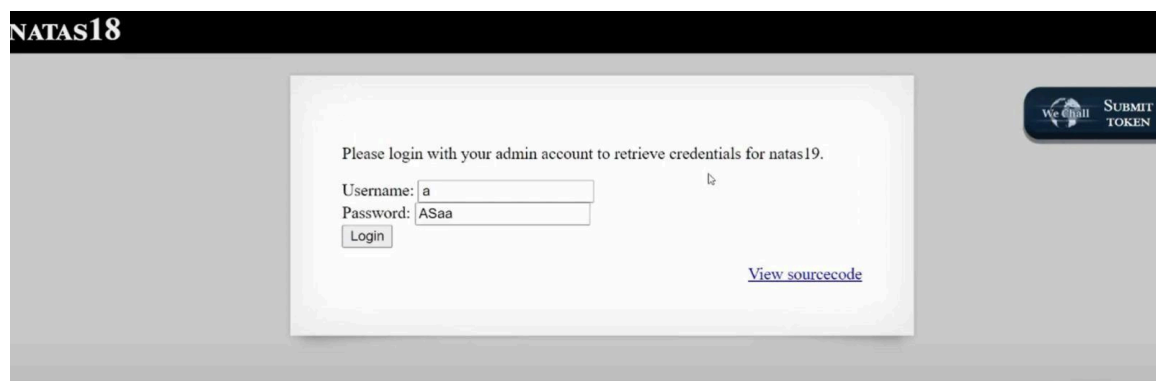 NATAS18
We Chall
SUBMIT
TOKEN
Please login with your admin account to retrieve credentials for natas19.
Username: a
Password: ASaa
Login
View sourcecode